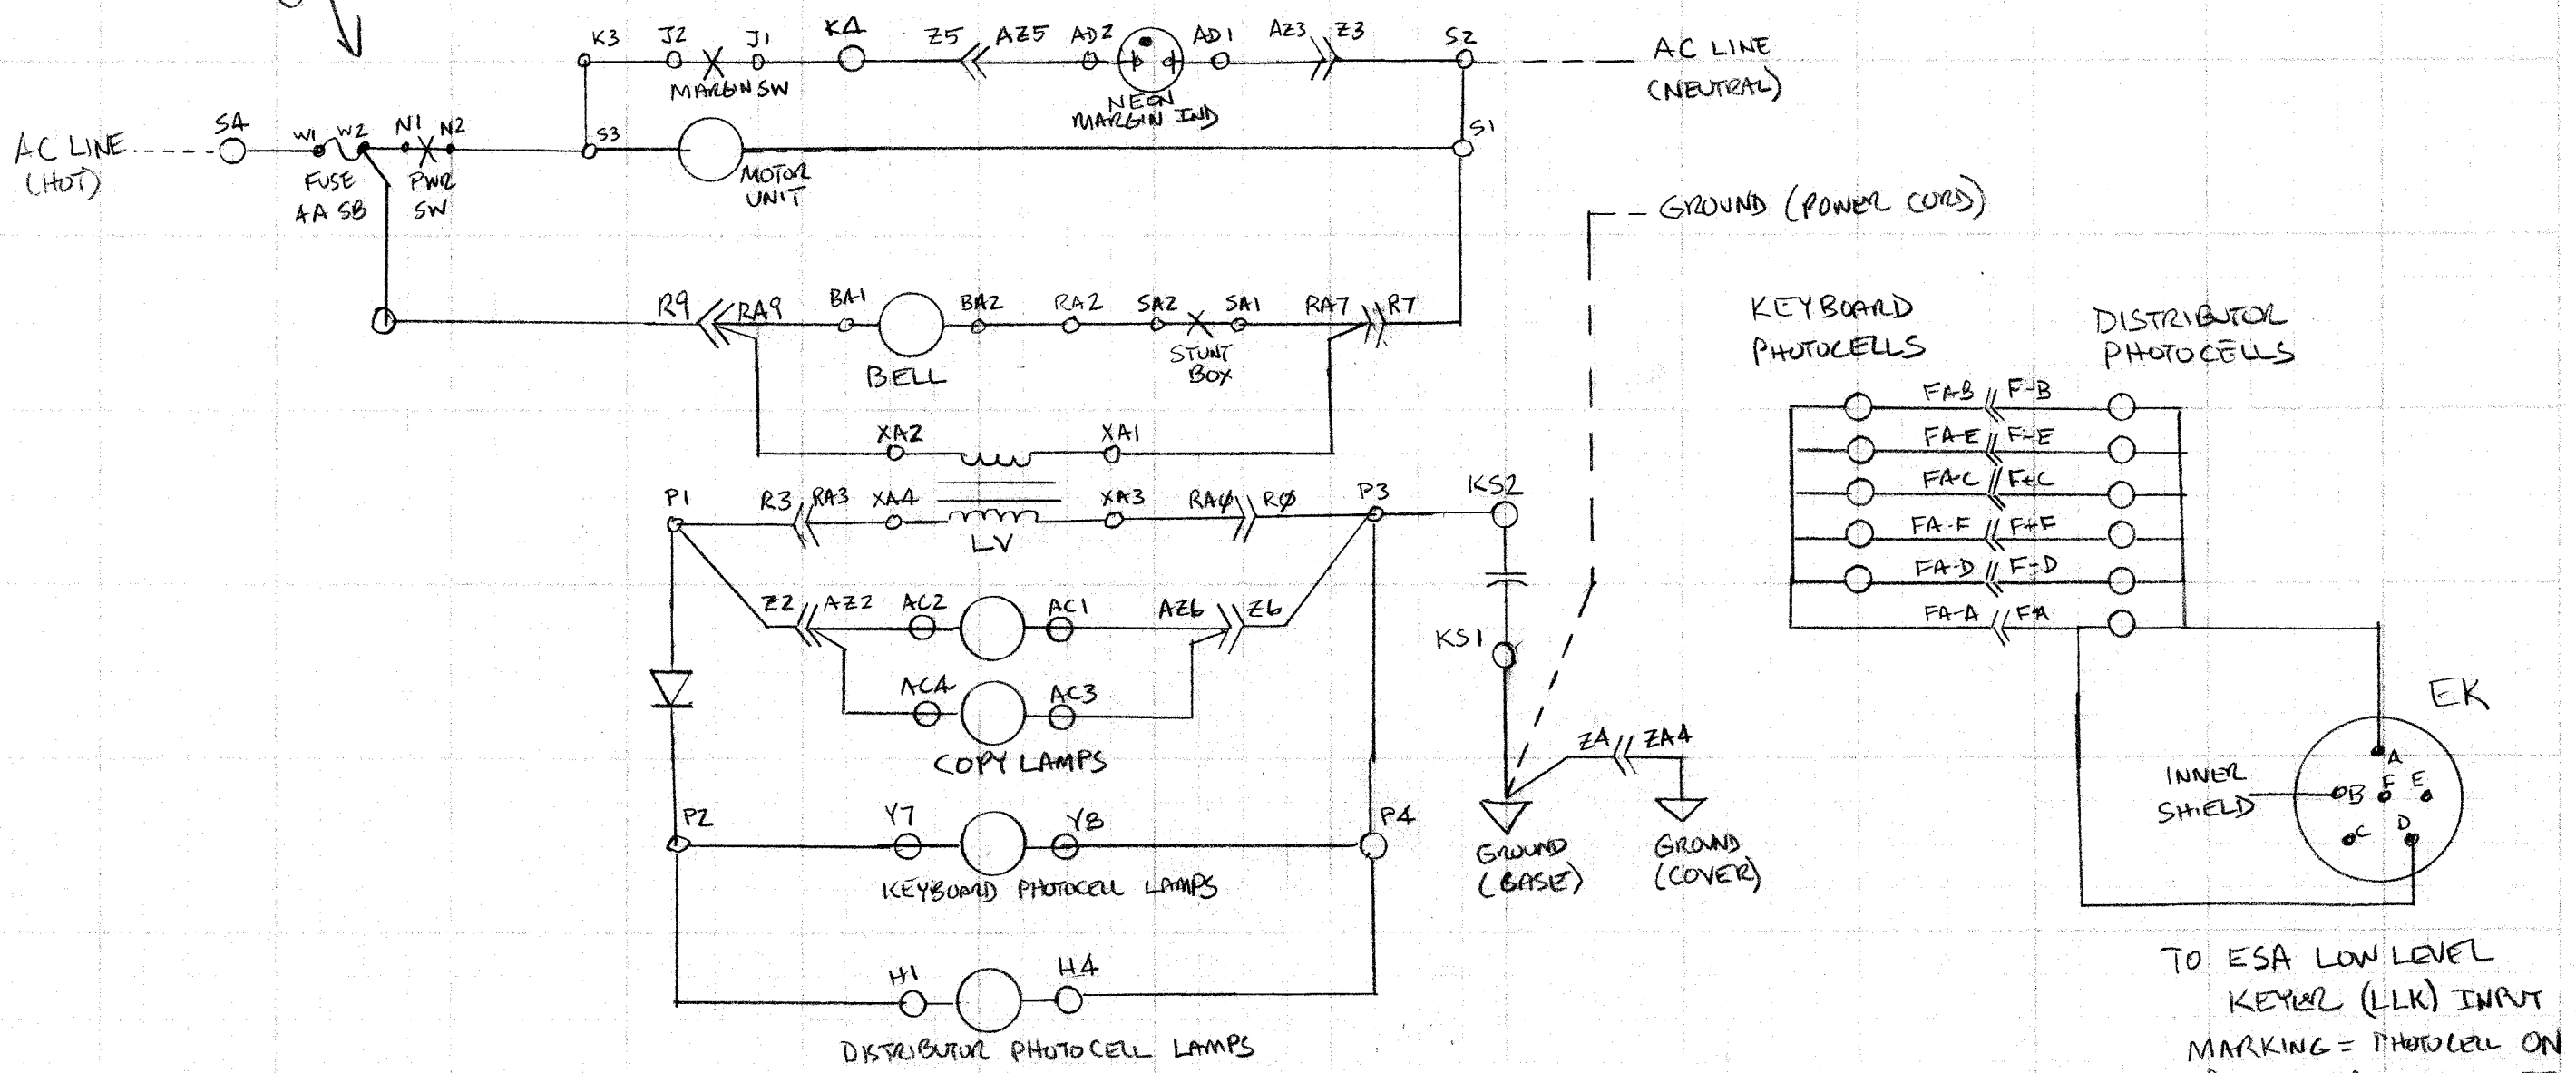 K3 J2 J1 K4 Z5 AZ5 AD2 AD1 AZ3 Z3 S2
AC LINE
(NEUTRAL)
MARGIN SW
NEON
MARGIN IND
S4 W1 W2 N1 N2 S3 S1
AC LINE
(HOT)
FUSE
4A SB
PWR
SW
MOTOR
UNIT
GROUND (POWER CORD)
R9 RA9 BA1 BA2 RA2 SA2 SA1 RA7 R7
BELL
STUNT
BOX
KEYBOARD
PHOTOCELLS
DISTRIBUTOR
PHOTOCELLS
FA-B F-B
FA-E F-E
FA-C F-C
FA-F F-F
FA-D F-D
FA-A F-A
XA2 XA1
P1 R3 RA3 XA4 XA3 RAØ RØ P3 KS2
LV
Z2 AZ2 AC2 AC1 AZ6 Z6
KS1
AC4 AC3
COPY LAMPS
Z4 ZA4
EK
INNER
SHIELD
A
B F E
C D
P2 Y7 Y8 P4
KEYBOARD PHOTOCELL LAMPS
GROUND
(BASE)
GROUND
(COVER)
H1 H4
DISTRIBUTOR PHOTOCELL LAMPS
TO ESA LOW LEVEL
KEYER (LLK) INPUT
MARKING = PHOTOCELL ON